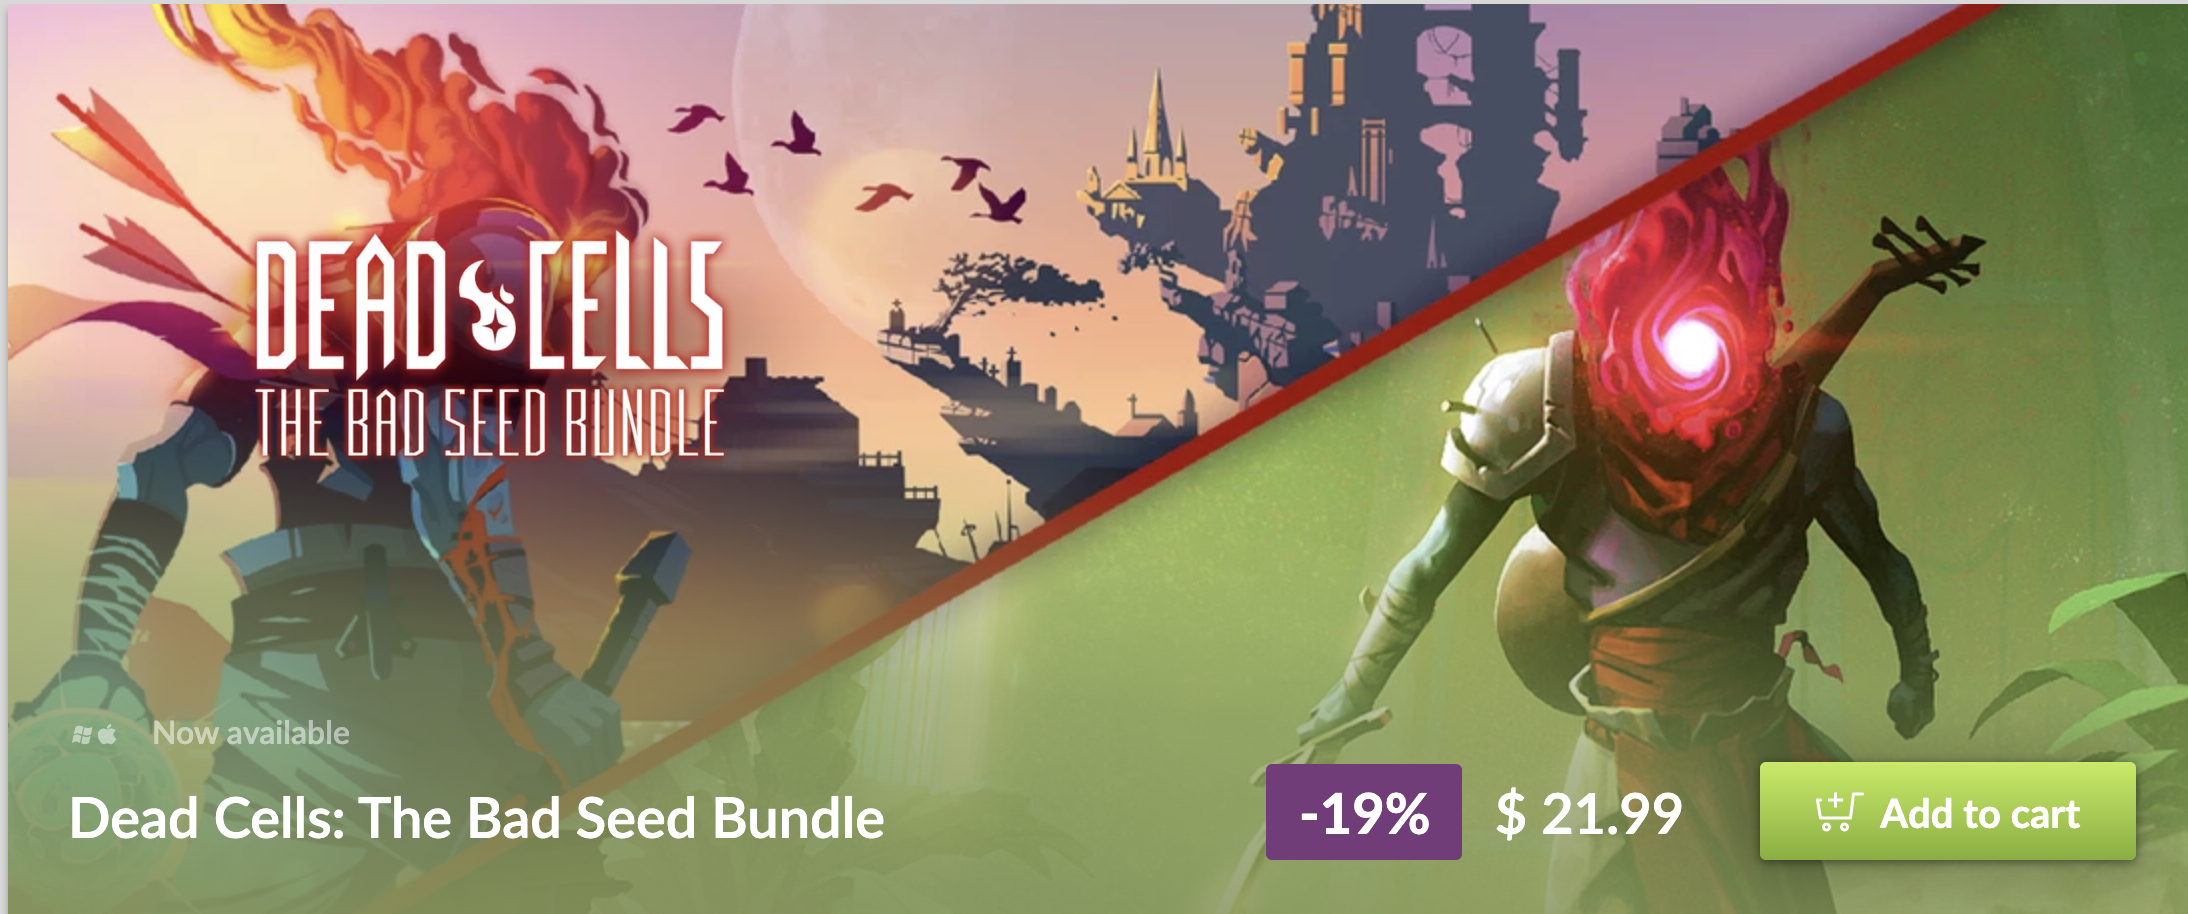 DEAD CELLS
THE BAD SEED BUNDLE
Now available
Dead Cells: The Bad Seed Bundle
-19%
$ 21.99
Add to cart